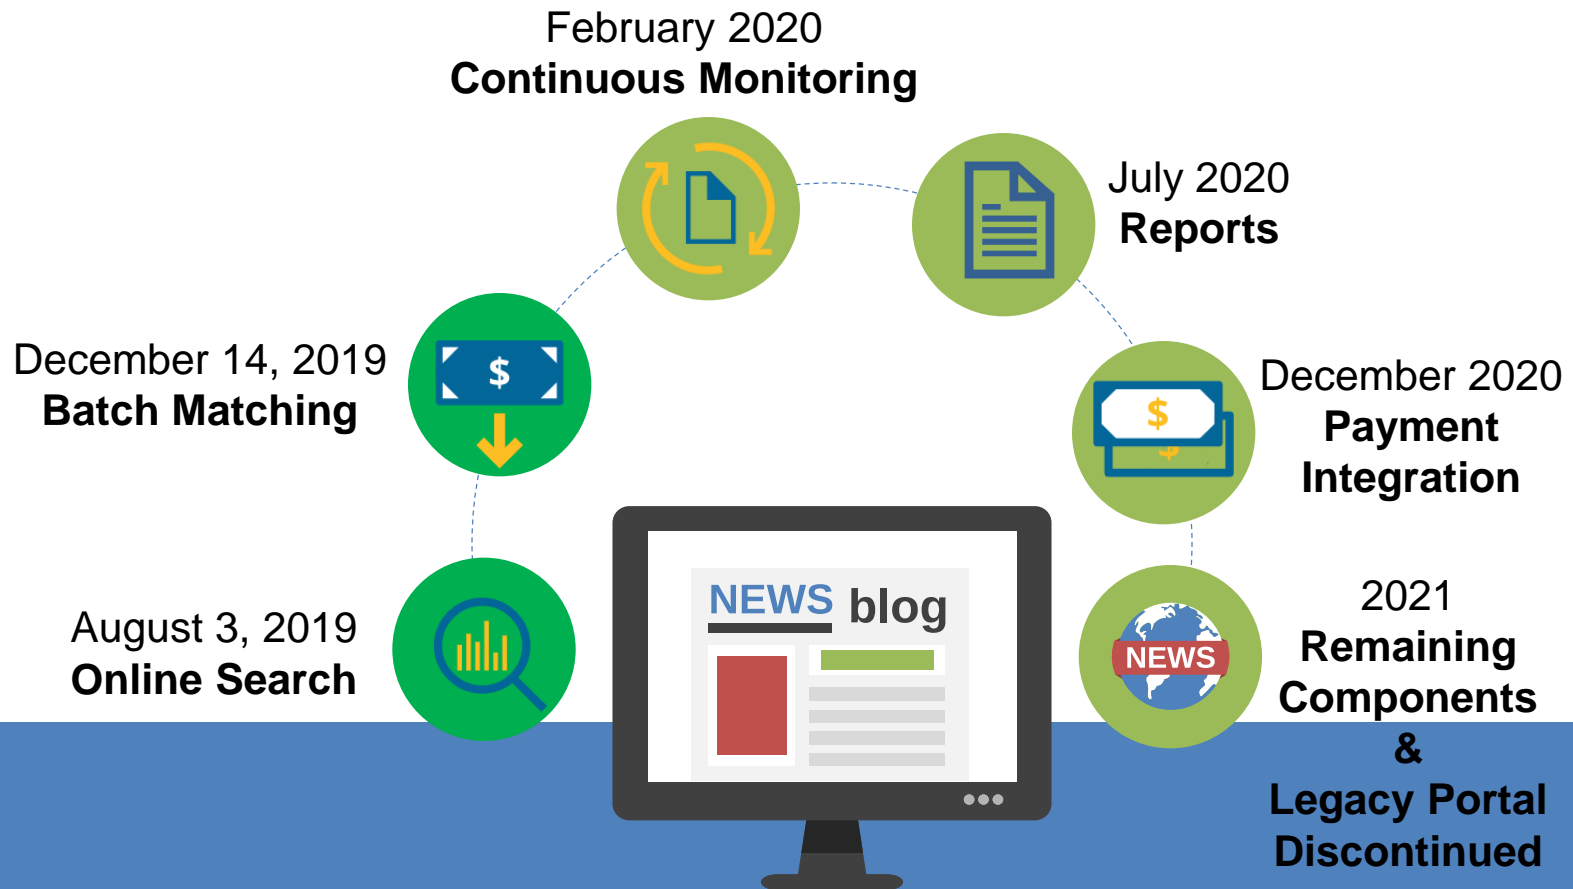 February 2020
Continuous Monitoring
July 2020
Reports
December 14, 2019
Batch Matching
$
December 2020
Payment
Integration
$
$
August 3, 2019
Online Search
NEWS blog
2021
Remaining
Components
&
Legacy Portal
Discontinued
NEWS